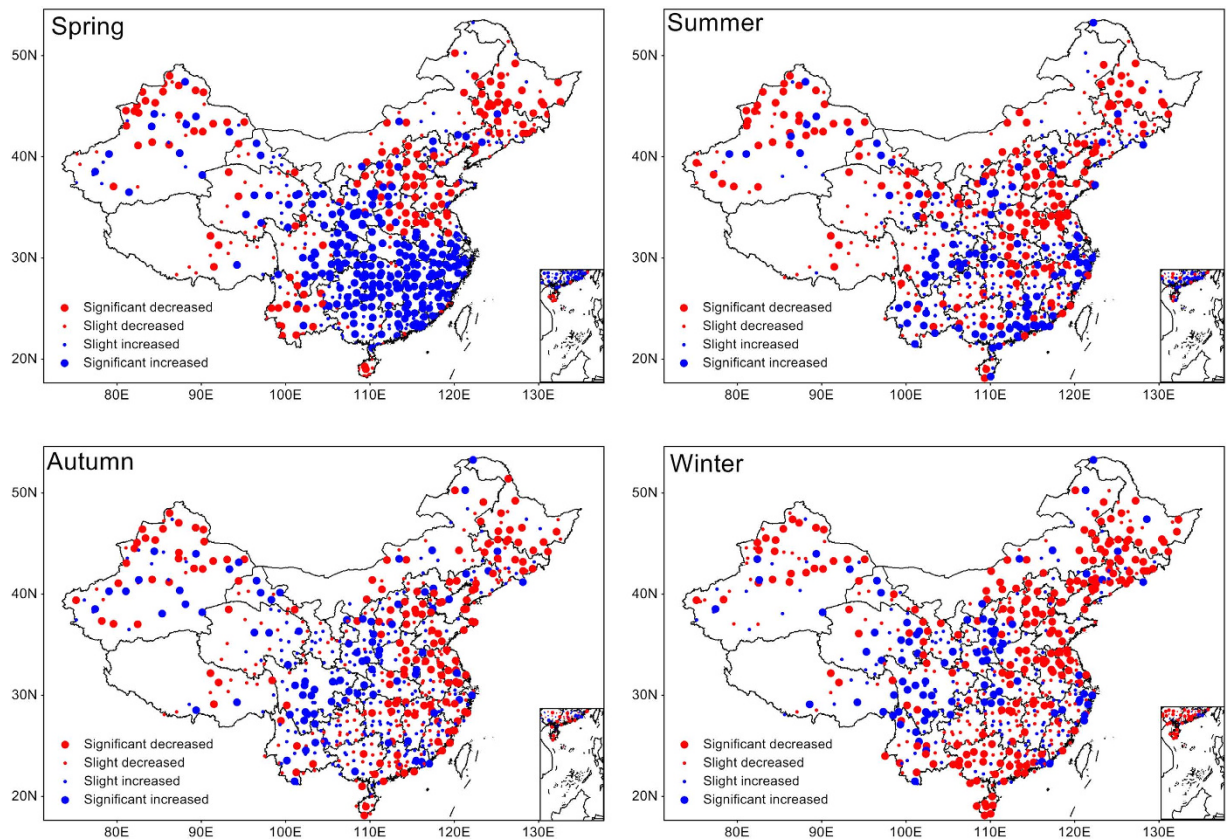 Spring
50N
40N
30N
20N
Significant decreased
Slight decreased
Slight increased
Significant increased
80E
90E
100E
110E
120E
130E
Summer
50N
40N
30N
20N
Significant decreased
Slight decreased
Slight increased
Significant increased
80E
90E
100E
110E
120E
130E
Autumn
50N
40N
30N
20N
Significant decreased
Slight decreased
Slight increased
Significant increased
80E
90E
100E
110E
120E
130E
Winter
50N
40N
30N
20N
Significant decreased
Slight decreased
Slight increased
Significant increased
80E
90E
100E
110E
120E
130E